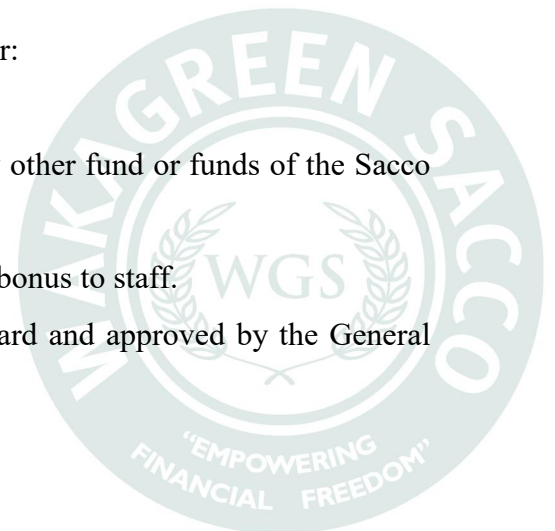 r:
other fund or funds of the Sacco
bonus to staff.
ard and approved by the General
WAKAGREEN SACCO
WGS
“EMPOWERING
FINANCIAL FREEDOM”